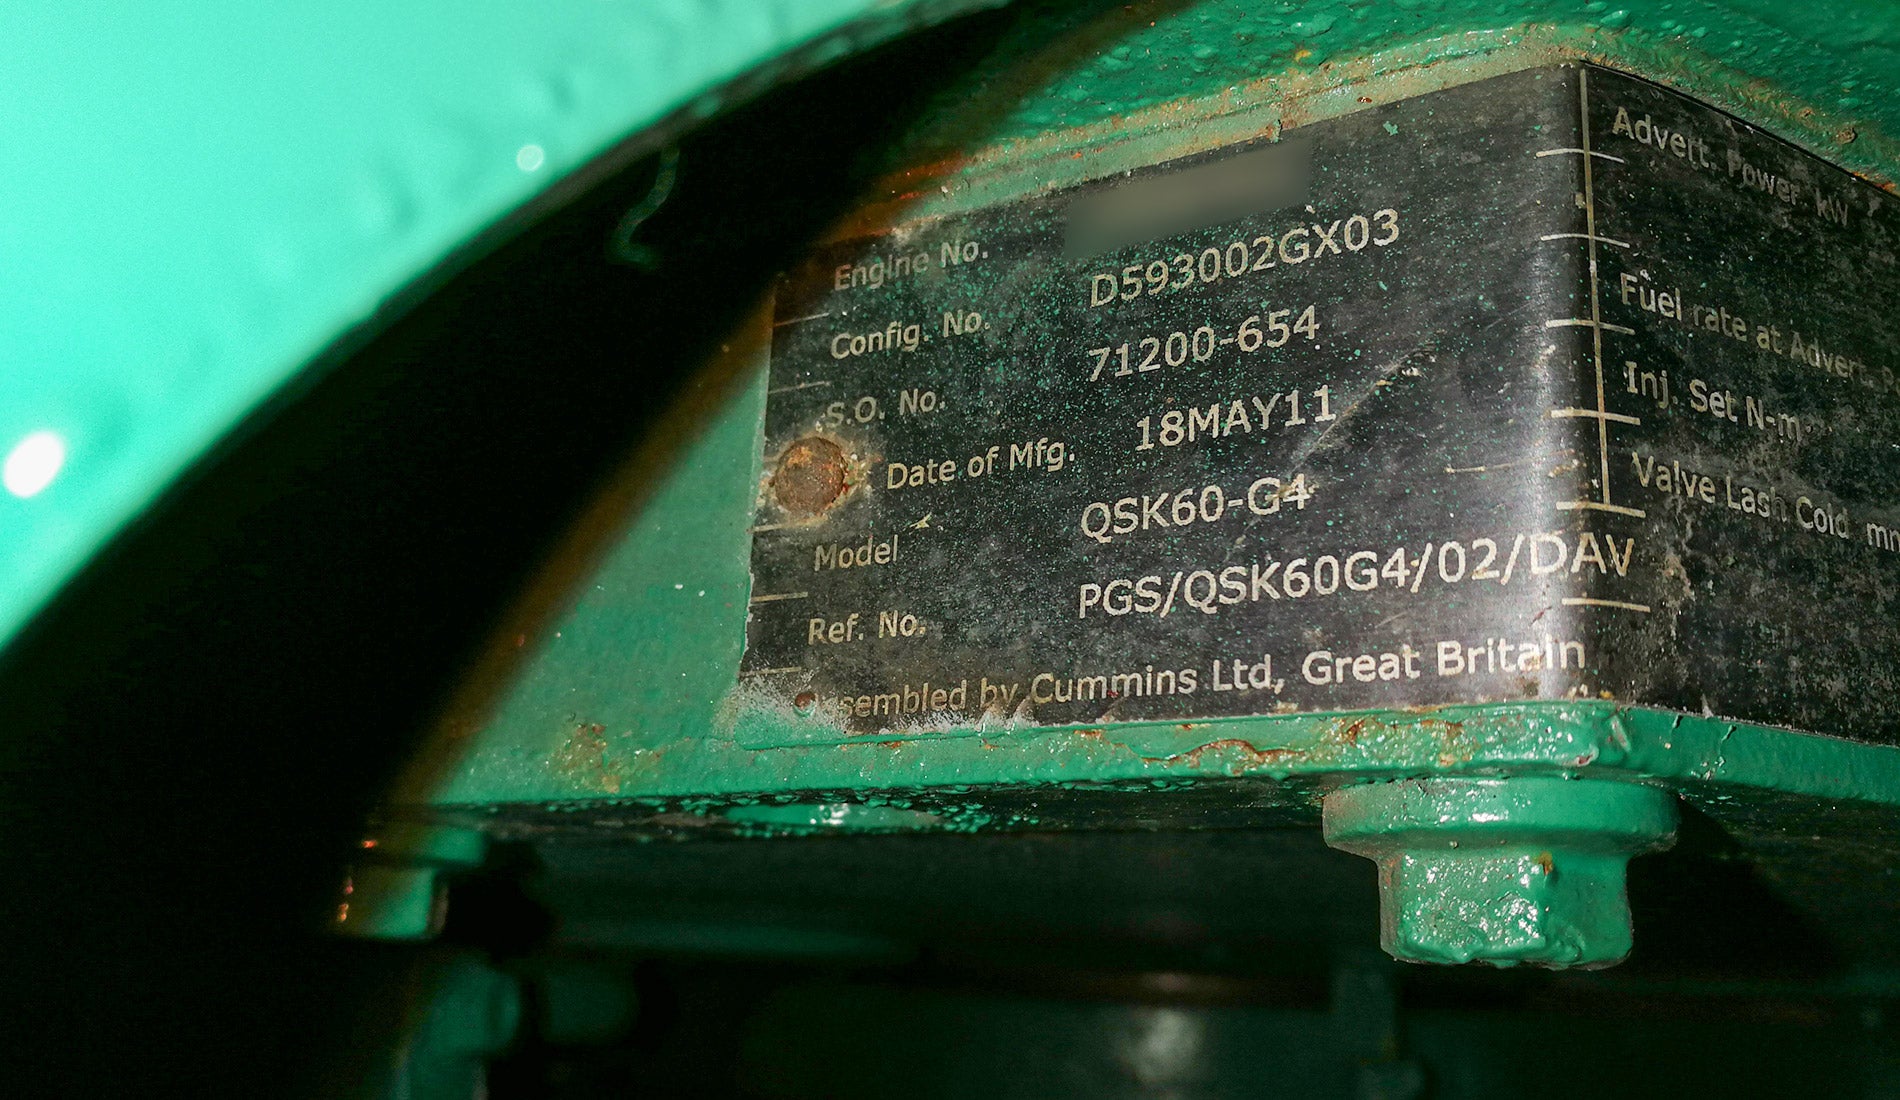 Engine No.
Config. No. D593002GX03
S.O. No. 71200-654
Date of Mfg. 18MAY11
Model QSK60-G4
Ref. No. PGS/QSK60G4/02/DAV
sembled by Cummins Ltd, Great Britain
Advert. Power kW
Fuel rate at Advert.
Inj. Set N-m
Valve Lash Cold